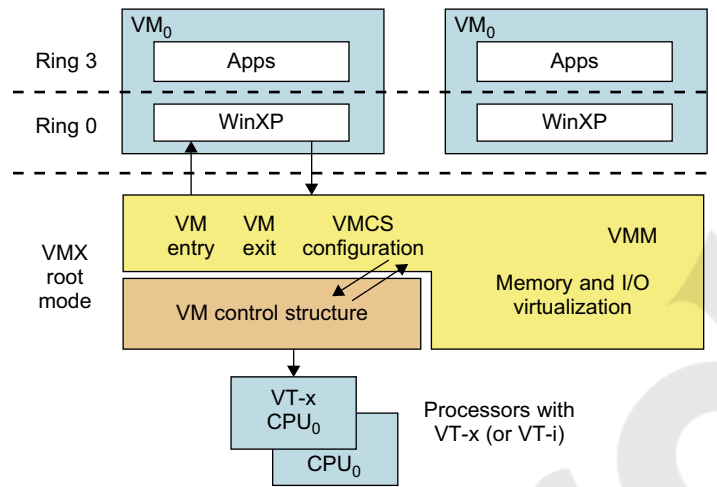 VM0
VM0
Ring 3
Apps
Apps
Ring 0
WinXP
WinXP
VMX
root
mode
VM
entry
VM
exit
VMCS
configuration
VMM
Memory and I/O
virtualization
VM control structure
VT-x
CPU0
CPU0
Processors with
VT-x (or VT-i)